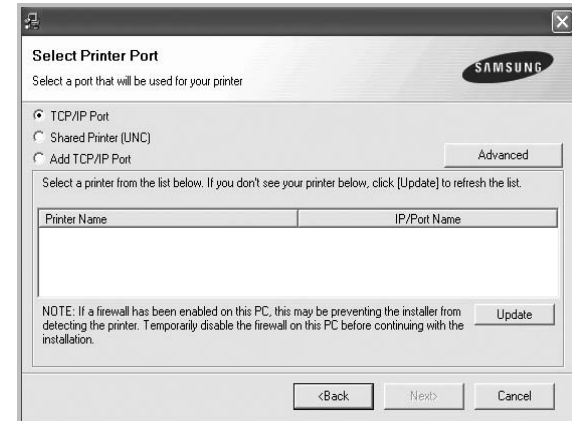 Select Printer Port
Select a port that will be used for your printer
SAMSUNG
TCP/IP Port
Shared Printer (UNC)
Add TCP/IP Port
Advanced
Select a printer from the list below. If you don't see your printer below, click [Update] to refresh the list.
Printer Name IP/Port Name
NOTE: If a firewall has been enabled on this PC, this may be preventing the installer from
detecting the printer. Temporarily disable the firewall on this PC before continuing with the
installation.
Update
<Back Next> Cancel